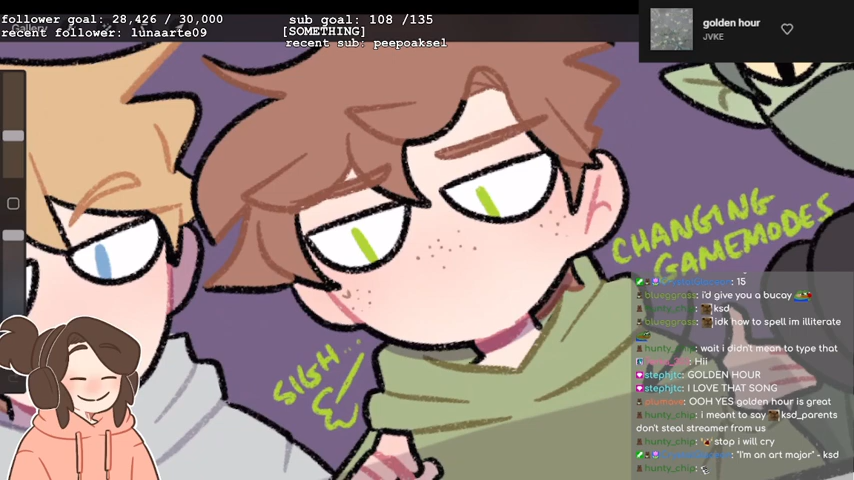 follower goal: 28,426 / 30,000
recent follower: lunaarte09
sub goal: 108 /135
[SOMETHING]
recent sub: peepoaksel
golden hour
JVKE
Gallery
CHANGING
GAMEMODES
SIGH...
: 15
blueggrass: i'd give you a bucay
hunty_chip: ksd
blueggrass: idk how to spell im illiterate
hunty_chip: wait i didn't mean to type that
: Hii
stephjtc: GOLDEN HOUR
stephjtc: I LOVE THAT SONG
plumove: OOH YES golden hour is great
hunty_chip: i meant to say ksd_parents
don't steal streamer from us
hunty_chip: stop i will cry
: "I'm an art major" - ksd
hunty_chip: